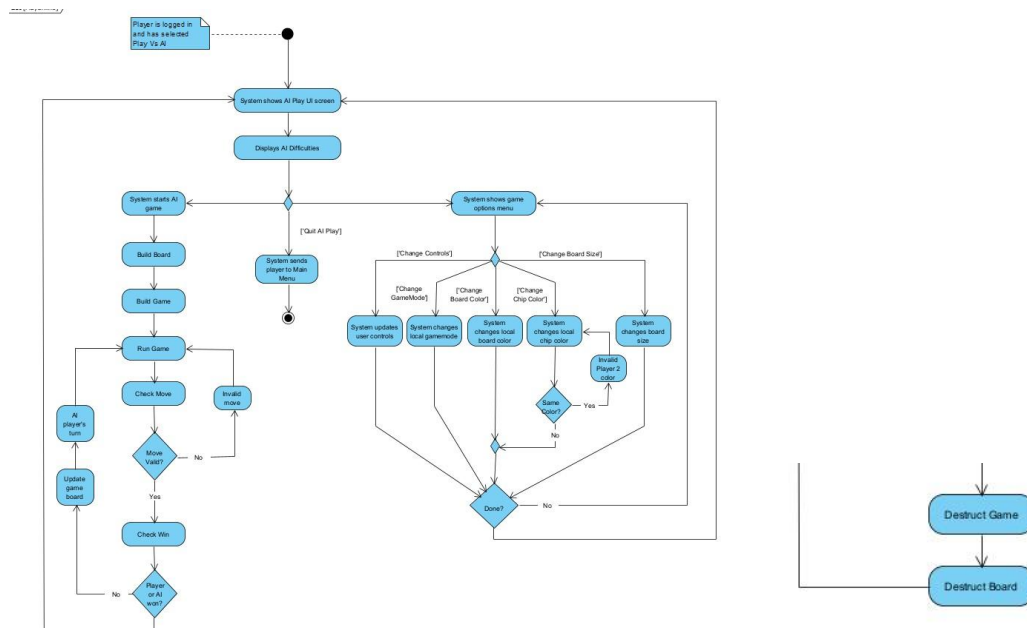 Player is logged in
and has selected
Play Vs AI
System shows AI Play UI screen
Displays AI Difficulties
System starts AI
game
System shows game
options menu
['Quit AI Play']
Build Board
System sends
player to Main
Menu
['Change Controls']
['Change Board Size']
['Change
GameMode']
['Change
Board Color']
['Change
Chip Color']
Build Game
System updates
user controls
System changes
local gamemode
System
changes local
board color
System
changes local
chip color
System
changes board
size
Run Game
Invalid
Player 2
color
Check Move
Invalid
move
Same
Color?
Yes
No
AI
player's
turn
Move
Valid?
No
Update
game
board
Yes
Done?
No
Check Win
Player
or AI
won?
No
Destruct Game
Destruct Board